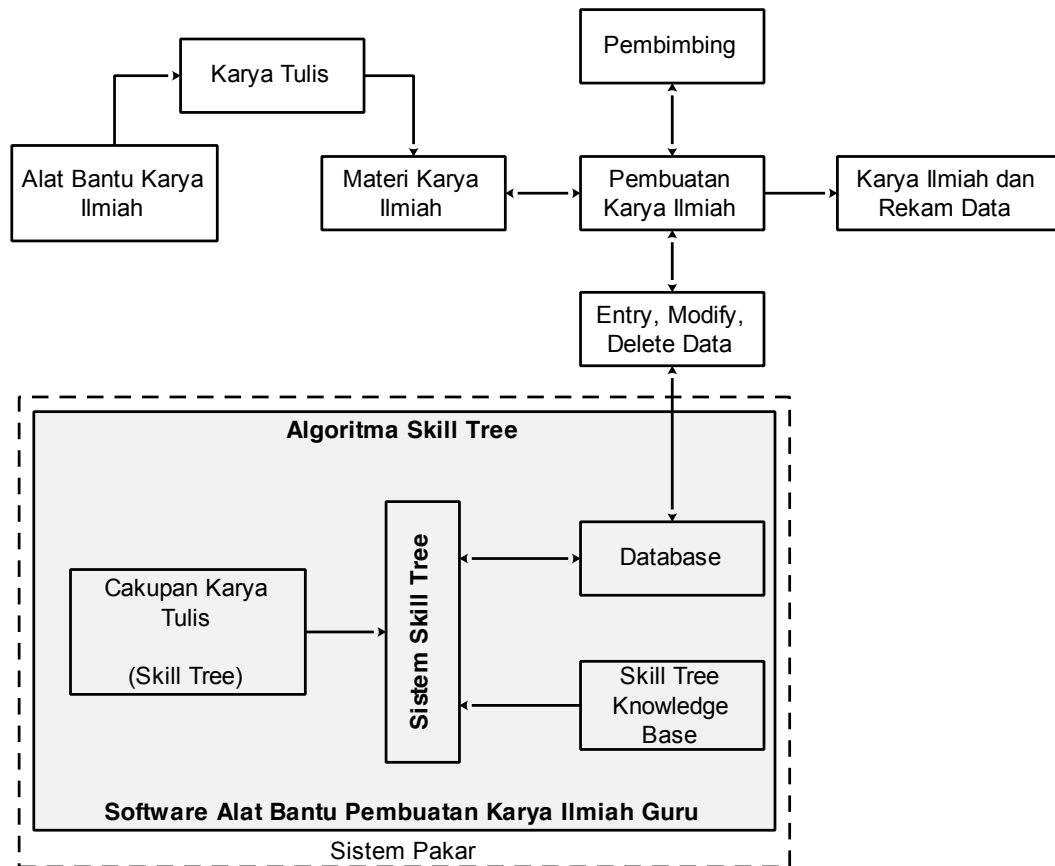 Pembimbing
Karya Tulis
Alat Bantu Karya
Ilmiah
Materi Karya
Ilmiah
Pembuatan
Karya Ilmiah
Karya Ilmiah dan
Rekam Data
Entry, Modify,
Delete Data
Algoritma Skill Tree
Cakupan Karya
Tulis
(Skill Tree)
Sistem Skill Tree
Database
Skill Tree
Knowledge
Base
Software Alat Bantu Pembuatan Karya Ilmiah Guru
Sistem Pakar